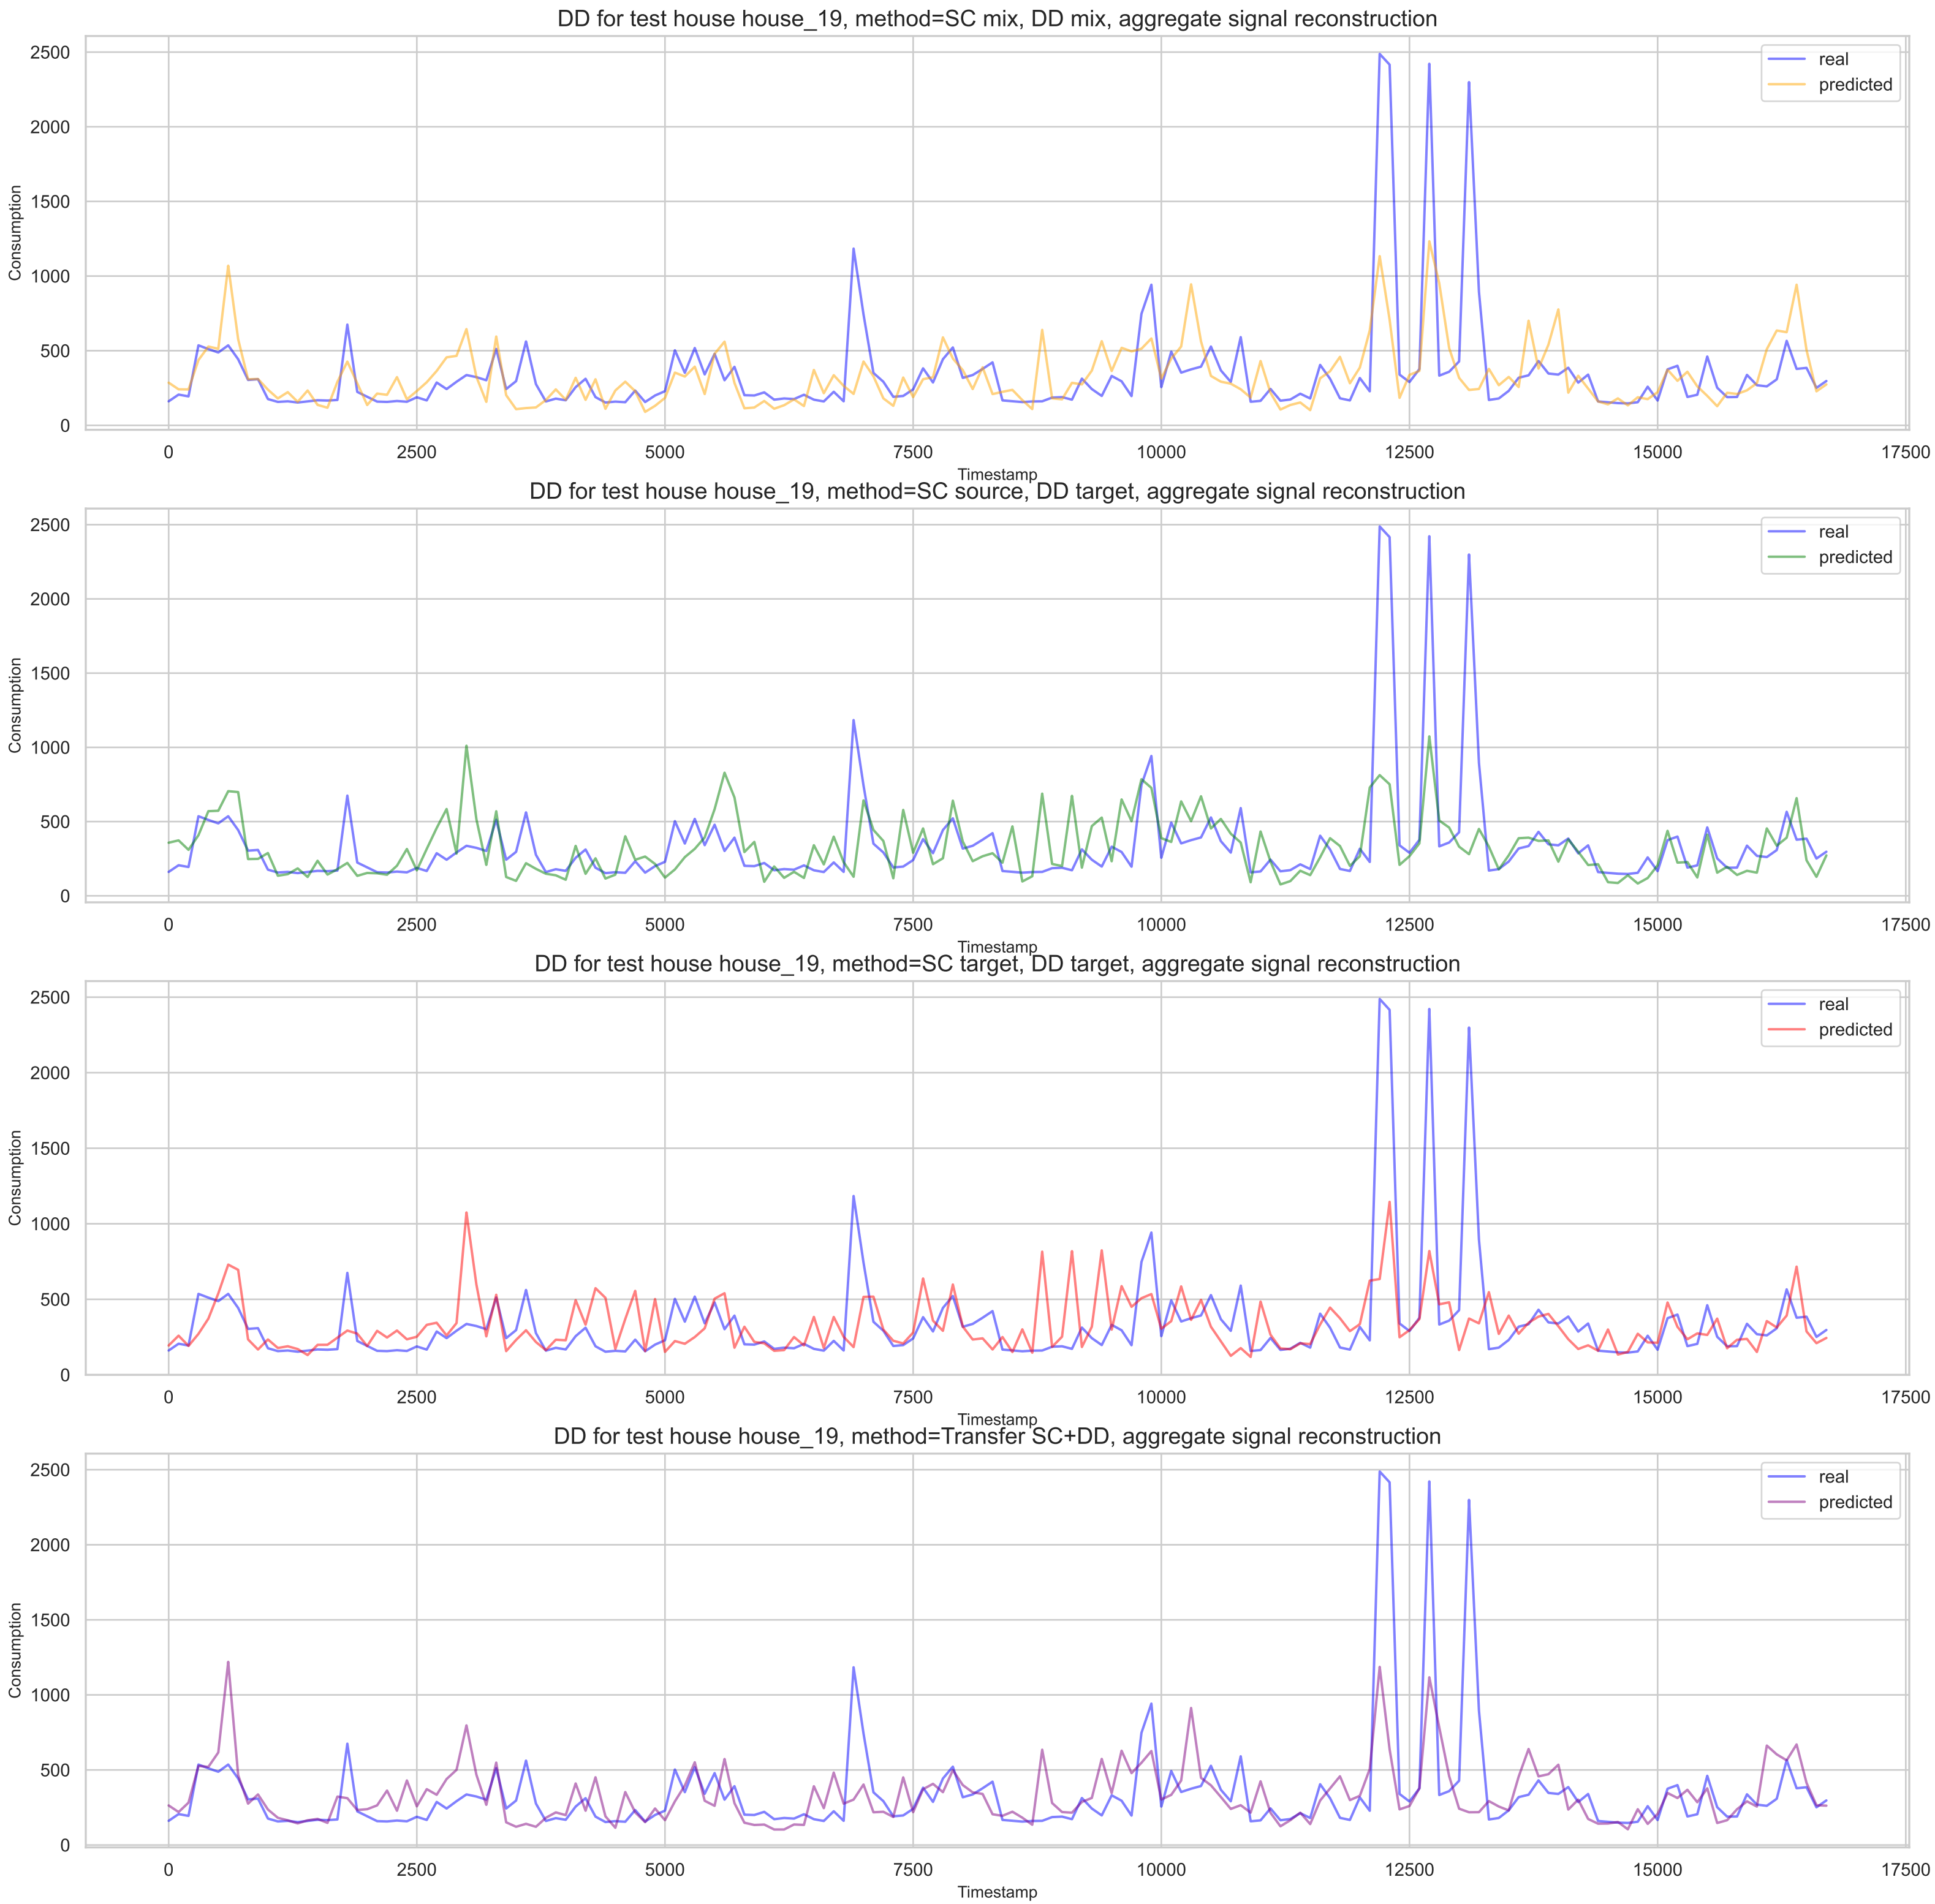 DD for test house house_19, method=SC mix, DD mix, aggregate signal reconstruction
2500
2000
1500
1000
500
0
Consumption
real
predicted
0 2500 5000 7500 10000 12500 15000 17500
Timestamp
DD for test house house_19, method=SC source, DD target, aggregate signal reconstruction
2500
2000
1500
1000
500
0
Consumption
real
predicted
0 2500 5000 7500 10000 12500 15000 17500
Timestamp
DD for test house house_19, method=SC target, DD target, aggregate signal reconstruction
2500
2000
1500
1000
500
0
Consumption
real
predicted
0 2500 5000 7500 10000 12500 15000 17500
Timestamp
DD for test house house_19, method=Transfer SC+DD, aggregate signal reconstruction
2500
2000
1500
1000
500
0
Consumption
real
predicted
0 2500 5000 7500 10000 12500 15000 17500
Timestamp